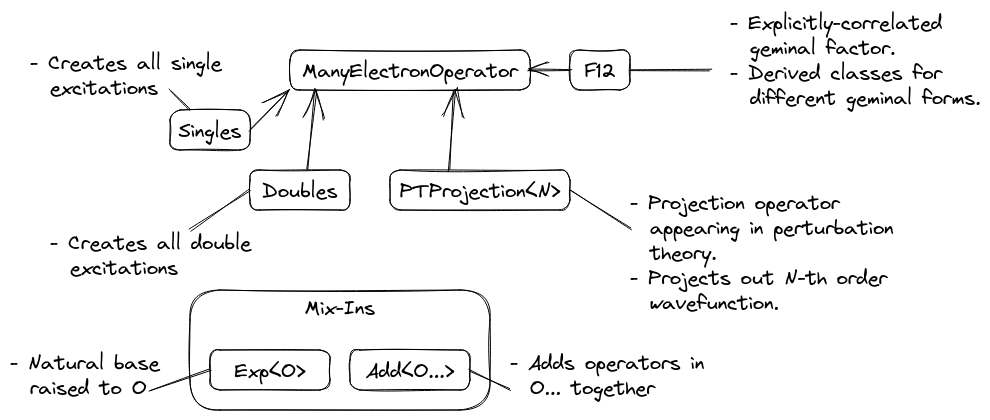 - Explicitly-correlated
geminal factor.
- Derived classes for
different geminal forms.
- Creates all single
excitations
ManyElectronOperator
F12
Singles
Doubles
PTProjection<N>
- Projection operator
appearing in perturbation
theory.
- Projects out N-th order
wavefunction.
- Creates all double
excitations
Mix-Ins
- Natural base
raised to O
Exp<O>
Add<O...>
- Adds operators in
O... together